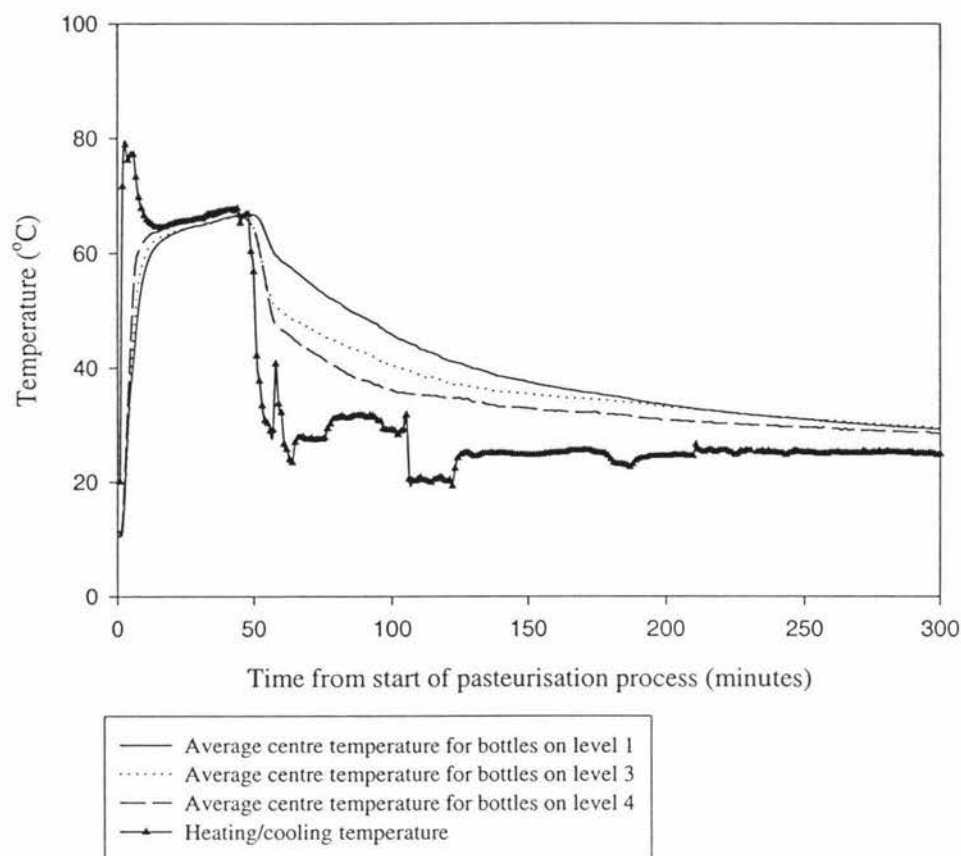 100
80
60
40
20
0
Temperature (°C)
0 50 100 150 200 250 300
Time from start of pasteurisation process (minutes)
Average centre temperature for bottles on level 1
Average centre temperature for bottles on level 3
Average centre temperature for bottles on level 4
Heating/cooling temperature